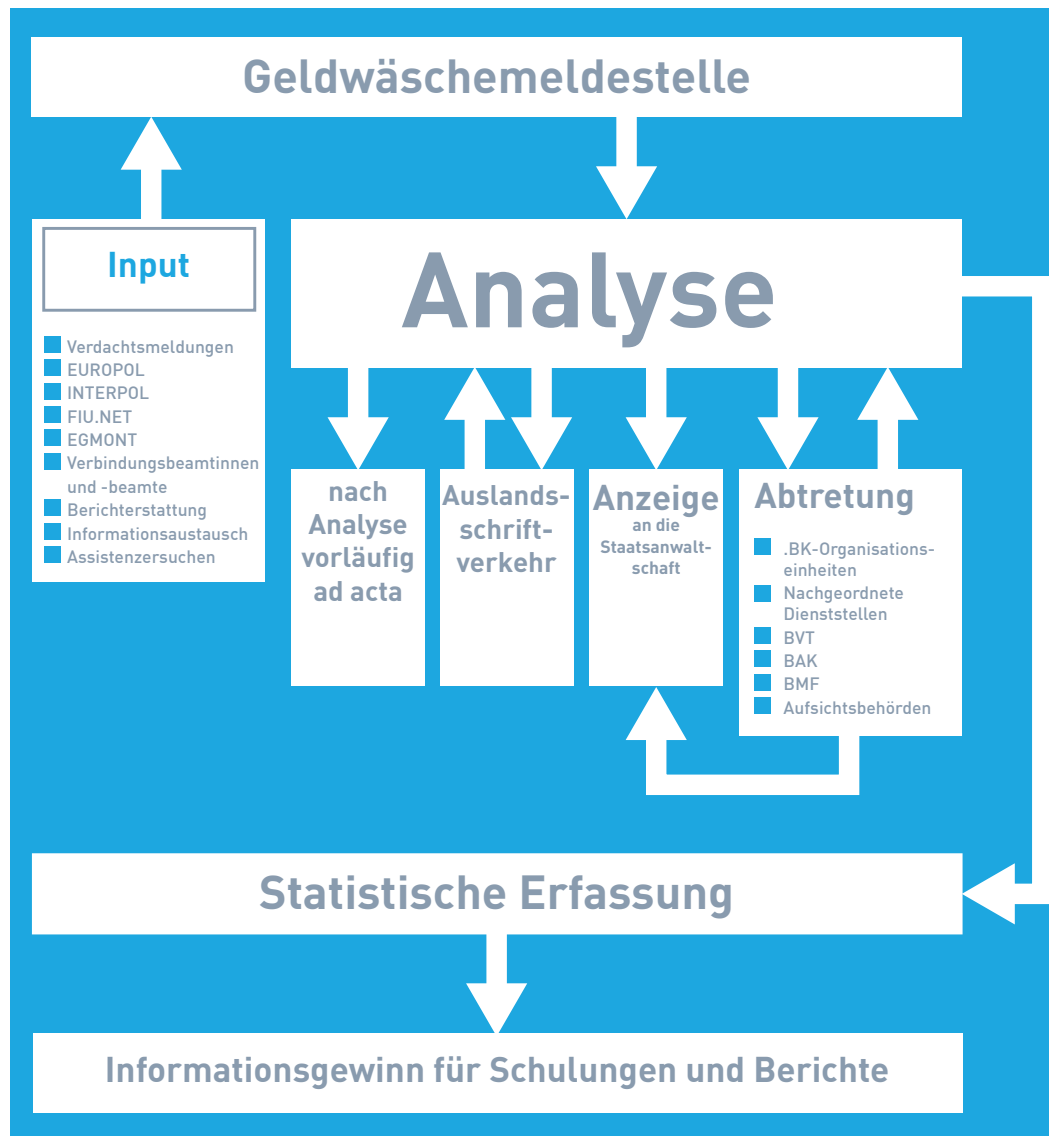 Geldwäschemeldestelle
Input
Verdachtsmeldungen
EUROPOL
INTERPOL
FIU.NET
EGMONT
Verbindungsbeamtinnen
und -beamte
Berichterstattung
Informationsaustausch
Assistenzersuchen
Analyse
nach
Analyse
vorläufig
ad acta
Auslands-
schrift-
verkehr
Anzeige
an die
Staatsanwalt-
schaft
Abtretung
.BK-Organisations-
einheiten
Nachgeordnete
Dienststellen
BVT
BAK
BMF
Aufsichtsbehörden
Statistische Erfassung
Informationsgewinn für Schulungen und Berichte